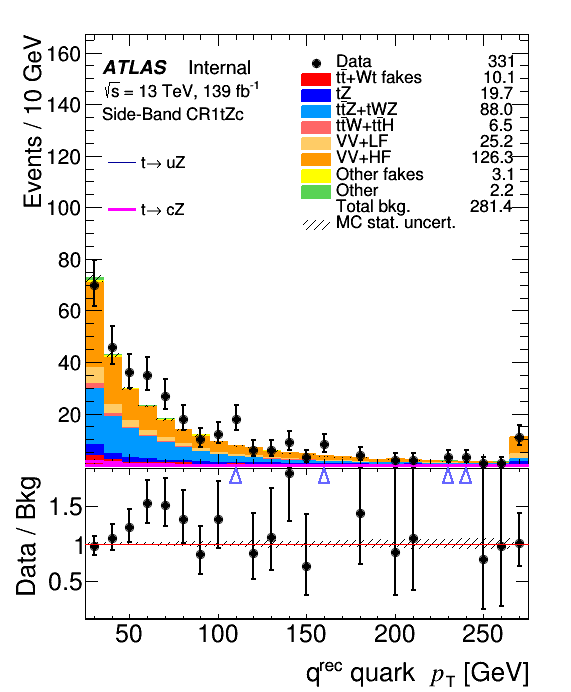 Events / 10 GeV
160
140
120
100
80
60
40
20
ATLAS Internal
√s = 13 TeV, 139 fb⁻¹
Side-Band CR1tZc
t→ uZ
t→ cZ
Data 331
tt̄+Wt fakes 10.1
tZ 19.7
tt̄Z+tWZ 88.0
tt̄W+tt̄H 6.5
VV+LF 25.2
VV+HF 126.3
Other fakes 3.1
Other 2.2
Total bkg. 281.4
MC stat. uncert.
Data / Bkg
1.5
1
0.5
50 100 150 200 250
q^rec quark p_T [GeV]